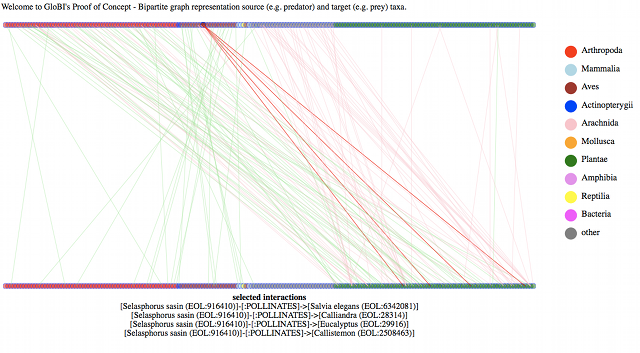 Welcome to GloBI's Proof of Concept - Bipartite graph representation source (e.g. predator) and target (e.g. prey) taxa.
Arthropoda
Mammalia
Aves
Actinopterygii
Arachnida
Mollusca
Plantae
Amphibia
Reptilia
Bacteria
other
selected interactions
[Selasphorus sasin (EOL:916410)]-[:POLLINATES]->[Salvia elegans (EOL:6342081)]
[Selasphorus sasin (EOL:916410)]-[:POLLINATES]->[Calliandra (EOL:28314)]
[Selasphorus sasin (EOL:916410)]-[:POLLINATES]->[Eucalyptus (EOL:29916)]
[Selasphorus sasin (EOL:916410)]-[:POLLINATES]->[Callistemon (EOL:2508463)]